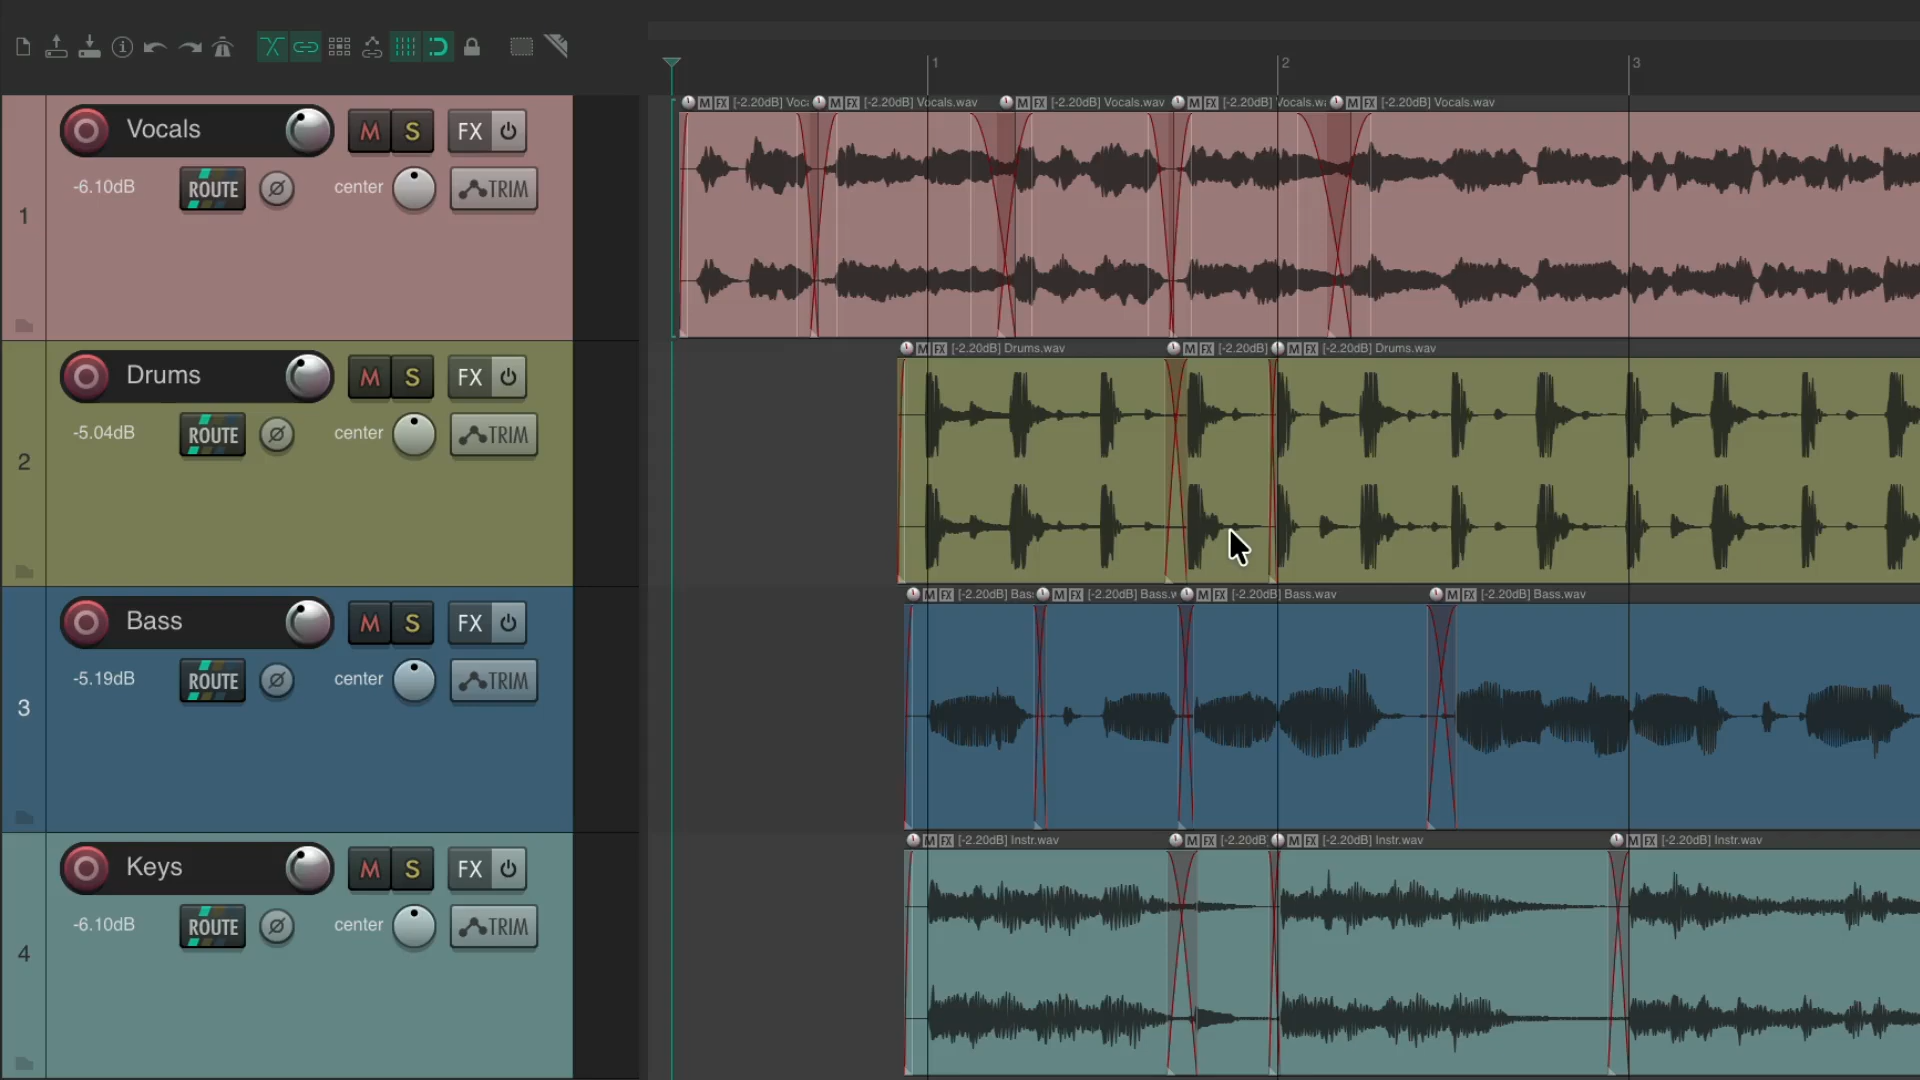 1 2 3
M FX [-2.20dB] Voc M FX [-2.20dB] Vocals.wav M FX [-2.20dB] Vocals.wav M FX [-2.20dB] Vocals.w M FX [-2.20dB] Vocals.wav
Vocals M S FX
-6.10dB ROUTE center TRIM
1
M FX [-2.20dB] Drums.wav M FX [-2.20dB] M FX [-2.20dB] Drums.wav
Drums M S FX
-5.04dB ROUTE center TRIM
2
M FX [-2.20dB] Bas M FX [-2.20dB] Bass.w M FX [-2.20dB] Bass.wav M FX [-2.20dB] Bass.wav
Bass M S FX
-5.19dB ROUTE center TRIM
3
M FX [-2.20dB] Instr.wav M FX [-2.20dB M FX [-2.20dB] Instr.wav M FX [-2.20dB] Instr.wav
Keys M S FX
-6.10dB ROUTE center TRIM
4